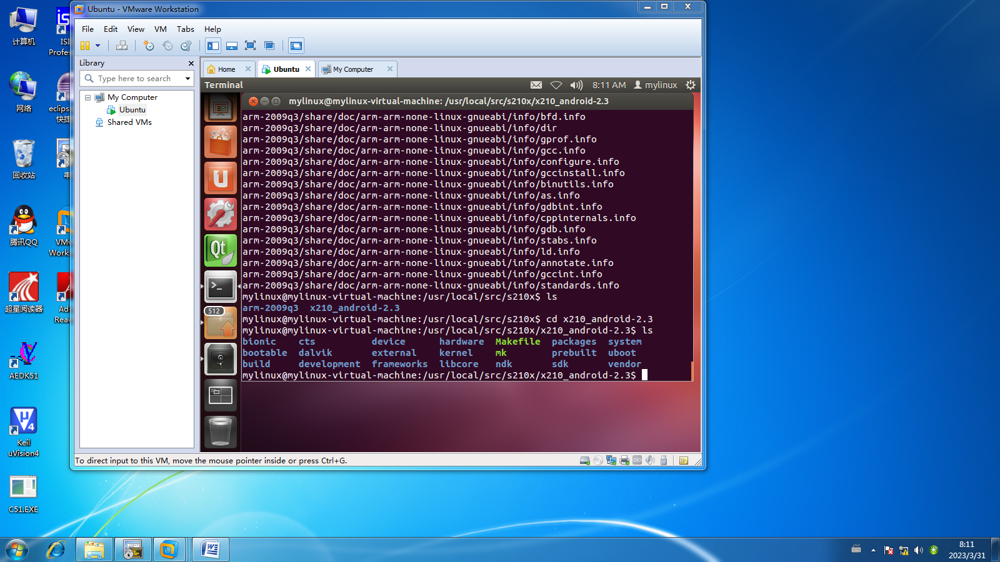 计算机
ISI
Profes
网络
eclips
快捷
回收站
串
腾讯QQ
VMw
Work
超星阅读器
Ad
Rea
AEDK51
Keil
uVision4
C51.EXE
Ubuntu - VMware Workstation
File Edit View VM Tabs Help
Library
Type here to search
My Computer
Ubuntu
Shared VMs
Home Ubuntu My Computer
Terminal 8:11 AM mylinux
mylinux@mylinux-virtual-machine: /usr/local/src/s210x/x210_android-2.3
arm-2009q3/share/doc/arm-arm-none-linux-gnueabi/info/bfd.info
arm-2009q3/share/doc/arm-arm-none-linux-gnueabi/info/dir
arm-2009q3/share/doc/arm-arm-none-linux-gnueabi/info/gprof.info
arm-2009q3/share/doc/arm-arm-none-linux-gnueabi/info/gcc.info
arm-2009q3/share/doc/arm-arm-none-linux-gnueabi/info/configure.info
arm-2009q3/share/doc/arm-arm-none-linux-gnueabi/info/gccinstall.info
arm-2009q3/share/doc/arm-arm-none-linux-gnueabi/info/binutils.info
arm-2009q3/share/doc/arm-arm-none-linux-gnueabi/info/as.info
arm-2009q3/share/doc/arm-arm-none-linux-gnueabi/info/gdbint.info
arm-2009q3/share/doc/arm-arm-none-linux-gnueabi/info/cppinternals.info
arm-2009q3/share/doc/arm-arm-none-linux-gnueabi/info/gdb.info
arm-2009q3/share/doc/arm-arm-none-linux-gnueabi/info/stabs.info
arm-2009q3/share/doc/arm-arm-none-linux-gnueabi/info/ld.info
arm-2009q3/share/doc/arm-arm-none-linux-gnueabi/info/annotate.info
arm-2009q3/share/doc/arm-arm-none-linux-gnueabi/info/gccint.info
arm-2009q3/share/doc/arm-arm-none-linux-gnueabi/info/standards.info
mylinux@mylinux-virtual-machine:/usr/local/src/s210x$ ls
arm-2009q3 x210_android-2.3
mylinux@mylinux-virtual-machine:/usr/local/src/s210x$ cd x210_android-2.3
mylinux@mylinux-virtual-machine:/usr/local/src/s210x/x210_android-2.3$ ls
bionic cts device hardware Makefile packages system
bootable dalvik external kernel mk prebuilt uboot
build development frameworks libcore ndk sdk vendor
mylinux@mylinux-virtual-machine:/usr/local/src/s210x/x210_android-2.3$
Qt
512
To direct input to this VM, move the mouse pointer inside or press Ctrl+G.
8:11
2023/3/31